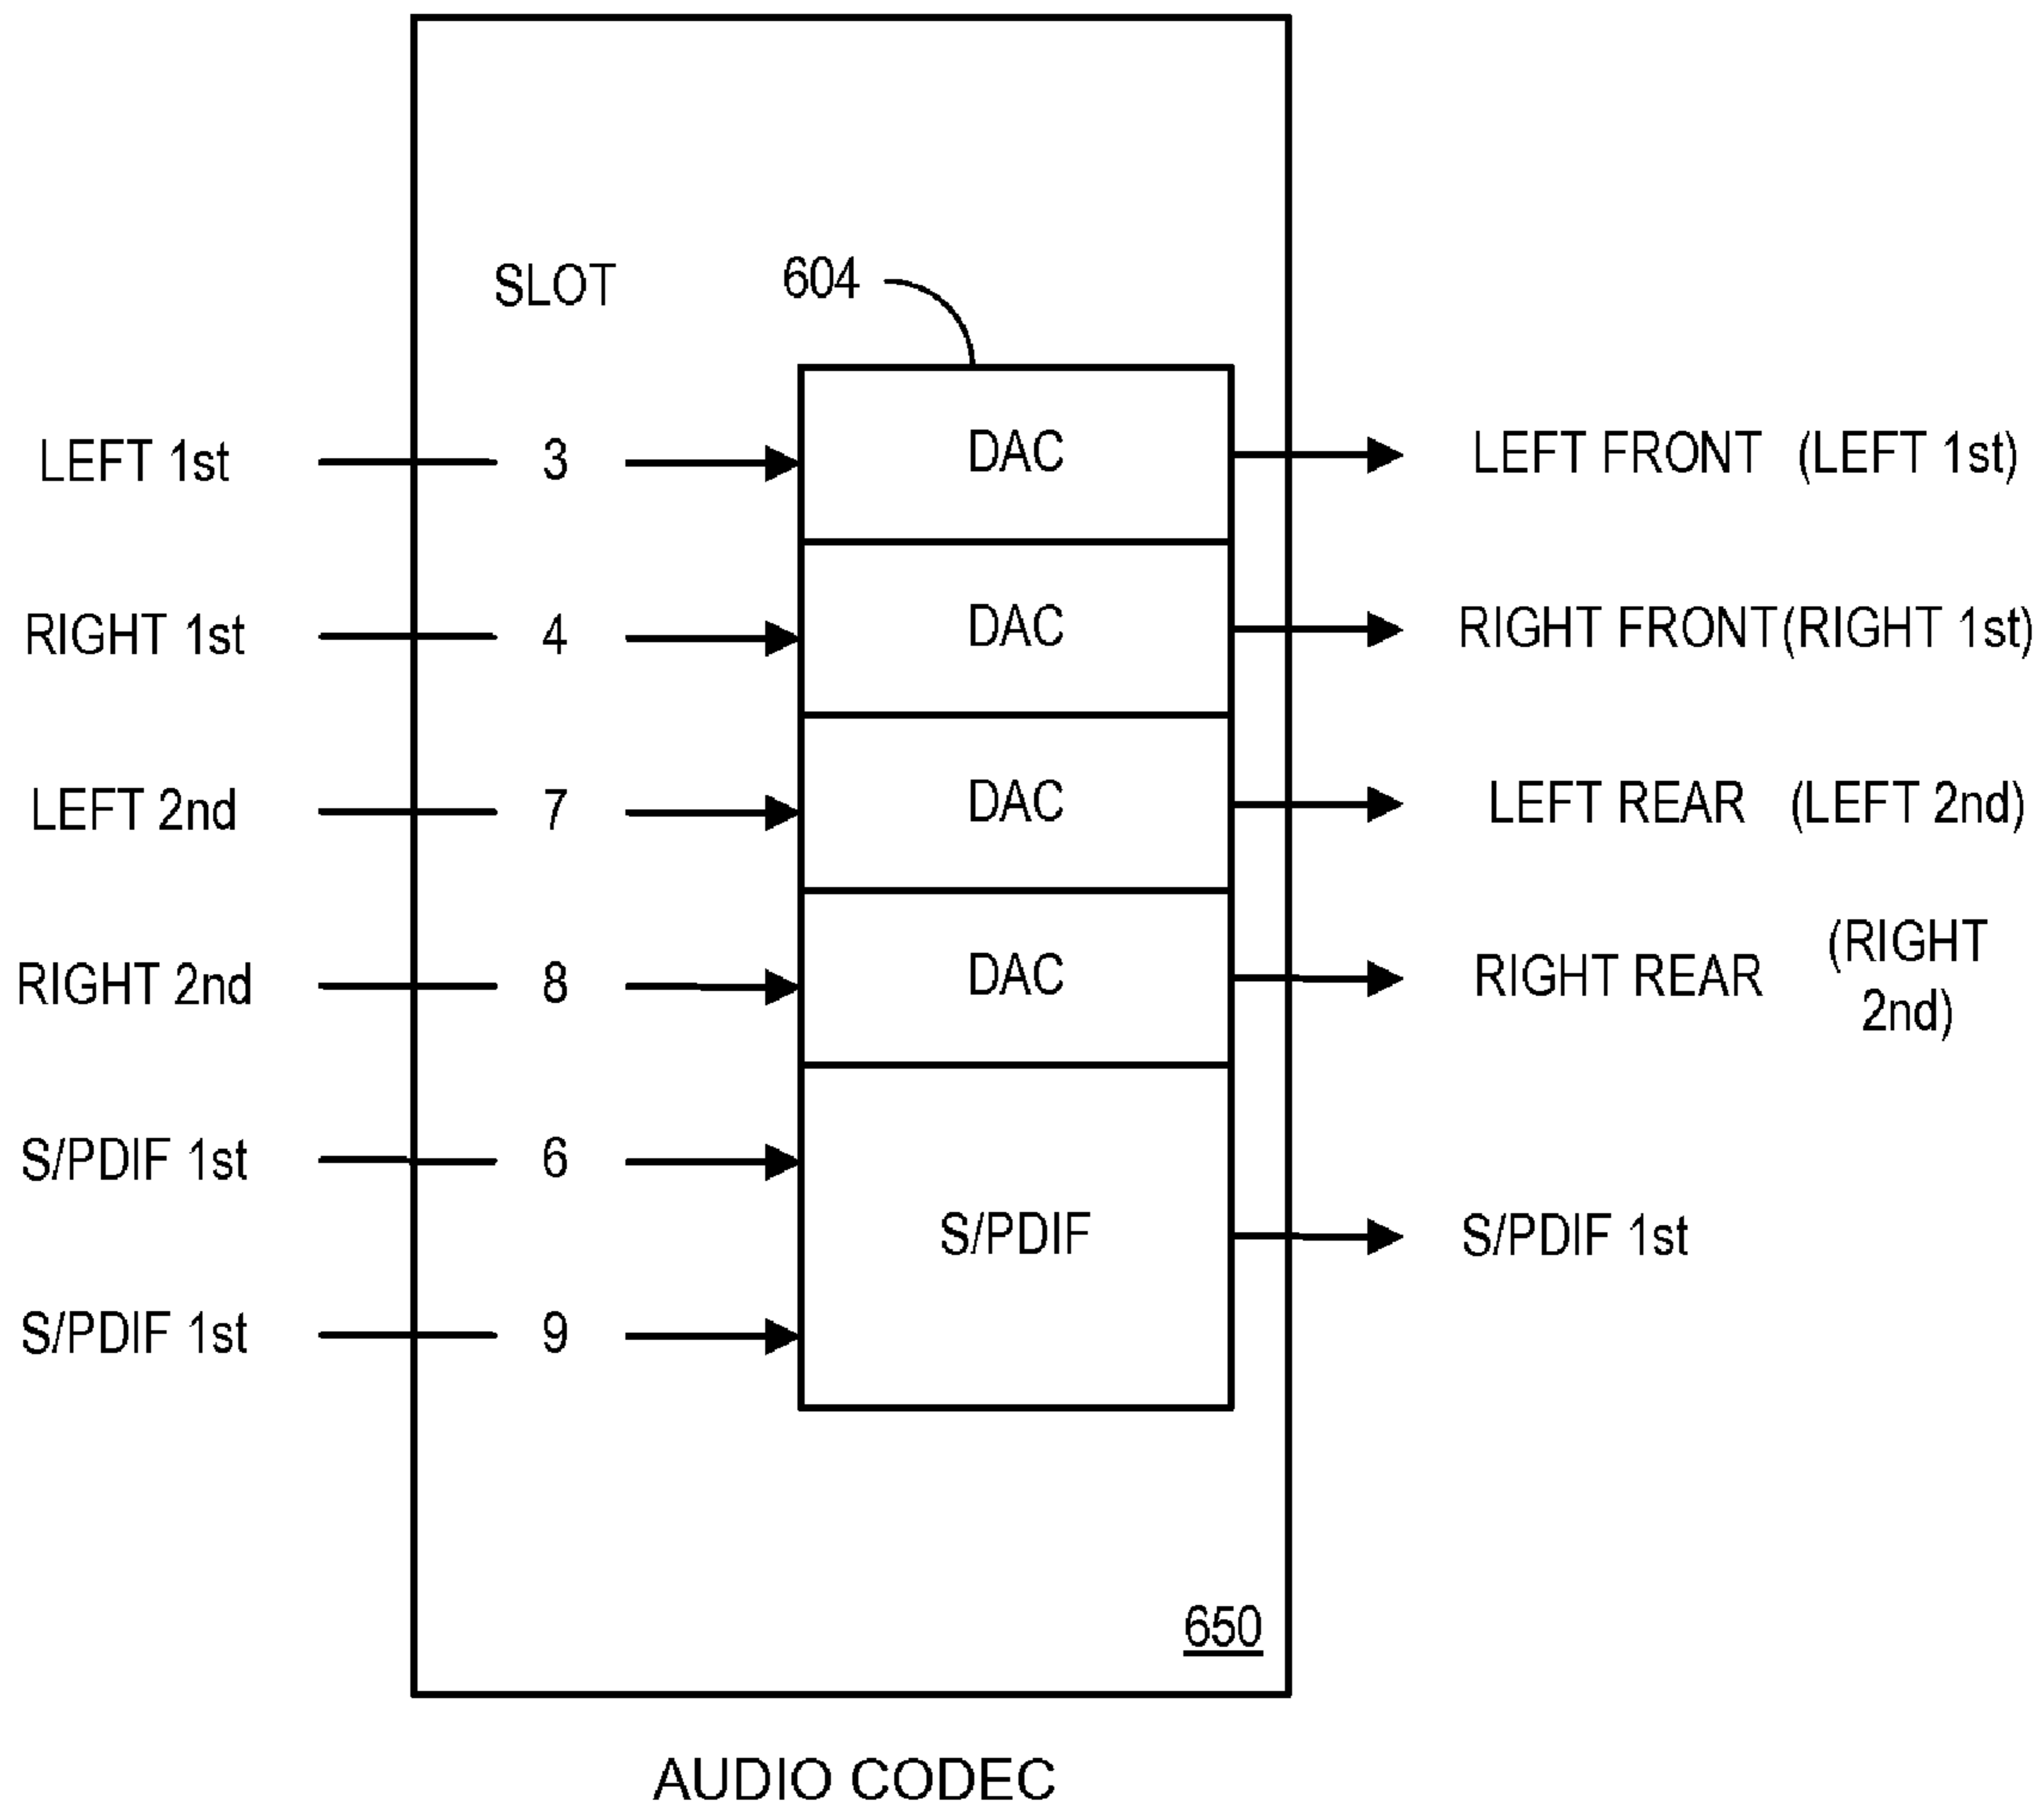 SLOT 604
LEFT 1st 3 DAC LEFT FRONT (LEFT 1st)
RIGHT 1st 4 DAC RIGHT FRONT(RIGHT 1st)
LEFT 2nd 7 DAC LEFT REAR (LEFT 2nd)
RIGHT 2nd 8 DAC RIGHT REAR (RIGHT
2nd)
S/PDIF 1st 6
S/PDIF S/PDIF 1st
S/PDIF 1st 9
650
AUDIO CODEC